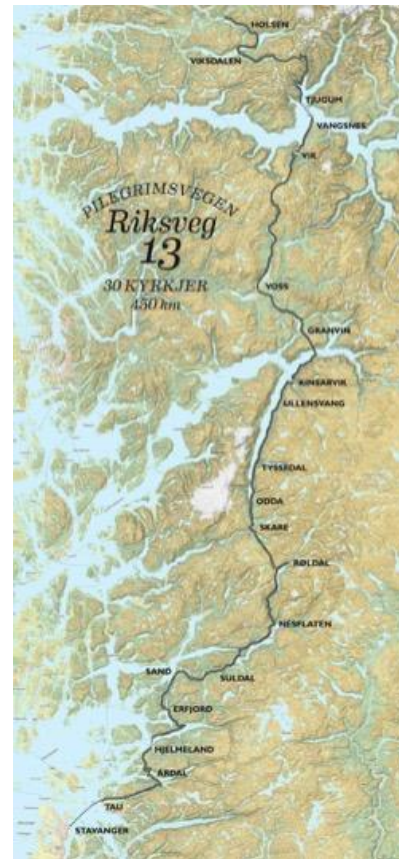 HOLSEN
VIKSDALEN
TJUGUM
VANGSNES
VIK
PILEGRIMSVEGEN
Riksveg
13
30 KYRKJER
450 km
VOSS
GRANVIN
KINSARVIK
ULLENSVANG
TYSSEDAL
ODDA
SKARE
RØLDAL
NESFLATEN
SAND
SULDAL
ERFJORD
HJELMELAND
ÅRDAL
TAU
STAVANGER